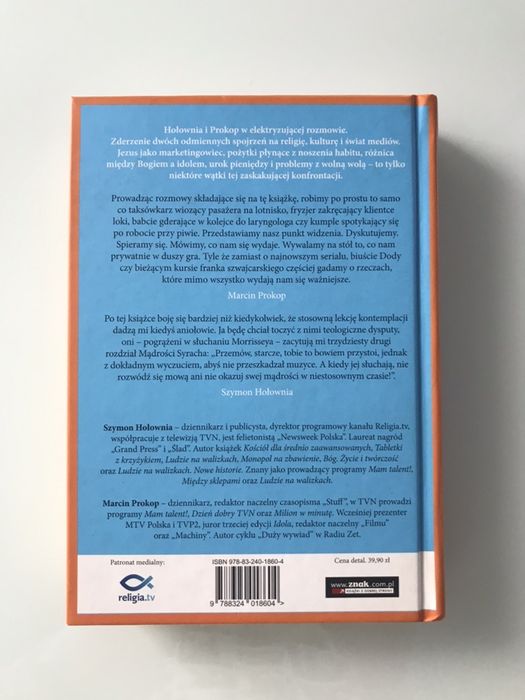 Hołownia i Prokop w elektryzującej rozmowie.
Zderzenie dwóch odmiennych spojrzeń na religię, kulturę i świat mediów.
Jezus jako marketingowiec, pożytki płynące z noszenia habitu, różnica
między Bogiem a idolem, urok pieniędzy i problemy z wolną wolą – to tylko
niektóre wątki tej zaskakującej konfrontacji.
Prowadząc rozmowy składające się na tę książkę, robimy po prostu to samo
co taksówkarz wiozący pasażera na lotnisko, fryzjer zakręcający klientce
loki, babcie gderające w kolejce do laryngologa czy kumple spotykający się
po robocie przy piwie. Przedstawiamy nasz punkt widzenia. Dyskutujemy.
Spieramy się. Mówimy, co nam się wydaje. Wywalamy na stół to, co nam
prywatnie w duszy gra. Tyle że zamiast o najnowszym serialu, biuście Dody
czy bieżącym kursie franka szwajcarskiego częściej gadamy o rzeczach,
które mimo wszystko wydają nam się ważniejsze.
Marcin Prokop
Po tej książce boję się bardziej niż kiedykolwiek, że stosowną lekcję kontemplacji
dadzą mi kiedyś aniołowie. Ja będę chciał toczyć z nimi teologiczne dysputy,
oni – pogrążeni w słuchaniu Morrisseya – zacytują mi trzydziesty drugi
rozdział Mądrości Syracha: „Przemów, starcze, tobie to bowiem przystoi, jednak
z dokładnym wyczuciem, abyś nie przeszkadzał muzyce. A kiedy jej słuchają, nie
rozwódź się mową ani nie okazuj swej mądrości w niestosownym czasie!”.
Szymon Hołownia
Szymon Hołownia – dziennikarz i publicysta, dyrektor programowy kanału Religia.tv,
współpracuje z telewizją TVN, jest felietonistą „Newsweek Polska”. Laureat nagród
„Grand Press” i „Ślad”. Autor książek Kościół dla średnio zaawansowanych, Tabletki
z krzyżykiem, Ludzie na walizkach, Monopol na zbawienie, Bóg. Życie i twórczość
oraz Ludzie na walizkach. Nowe historie. Znany jako prowadzący programy Mam talent!,
Między sklepami oraz Ludzie na walizkach.
Marcin Prokop – dziennikarz, redaktor naczelny czasopisma „Stuff”, w TVN prowadzi
programy Mam talent!, Dzień dobry TVN oraz Milion w minutę. Wcześniej prezenter
MTV Polska i TVP2, juror trzeciej edycji Idola, redaktor naczelny „Filmu”
oraz „Machiny”. Autor cyklu „Duży wywiad” w Radiu Zet.
Patronat medialny:
religia.tv
ISBN 978-83-240-1860-4
9 788324 018604 >
Cena detal. 39,90 zł
www.znak.com.pl